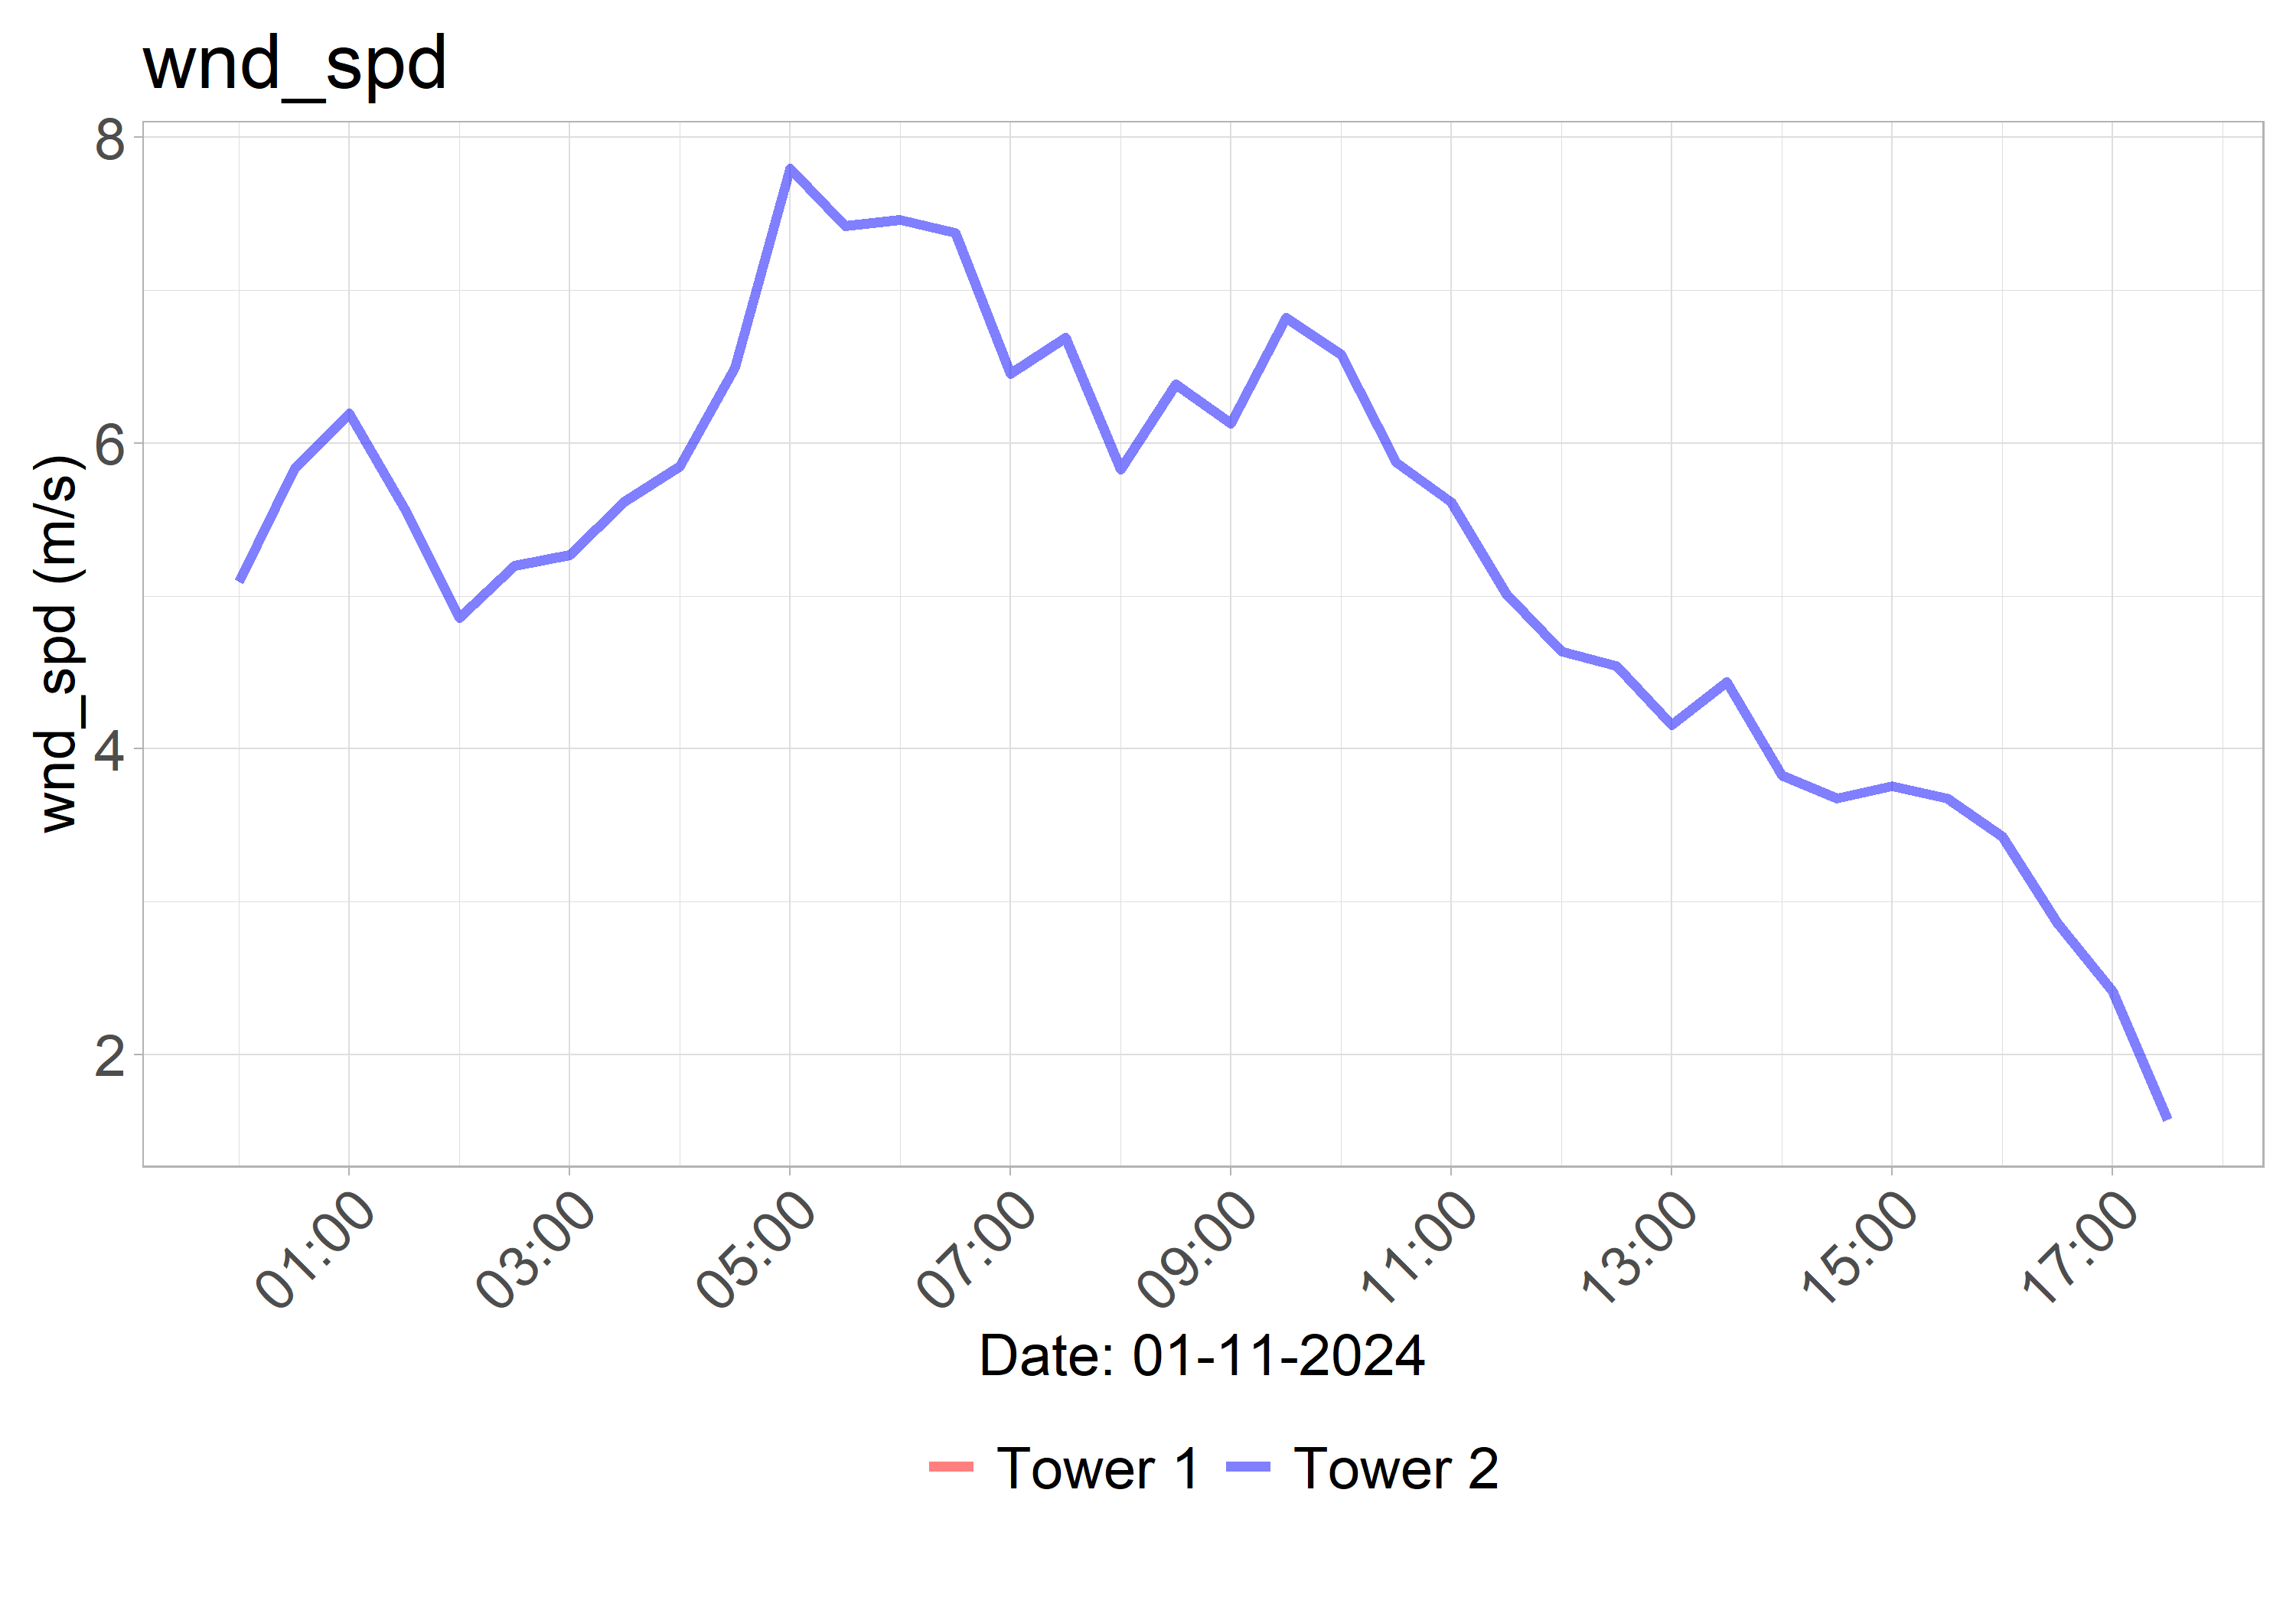 wnd_spd
8
6
4
2
wnd_spd (m/s)
01:00 03:00 05:00 07:00 09:00 11:00 13:00 15:00 17:00
Date: 01-11-2024
Tower 1 Tower 2